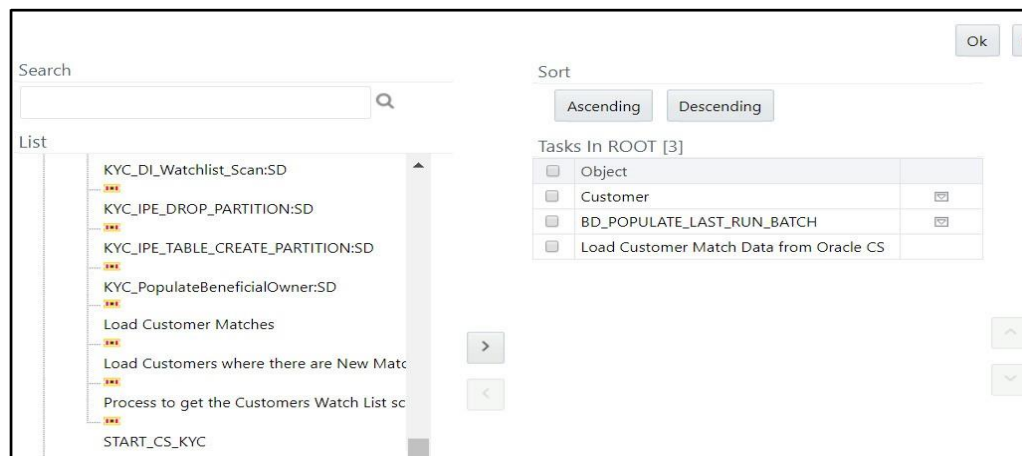 Ok
Search
List
KYC_DI_Watchlist_Scan:SD
KYC_IPE_DROP_PARTITION:SD
KYC_IPE_TABLE_CREATE_PARTITION:SD
KYC_PopulateBeneficialOwner:SD
Load Customer Matches
Load Customers where there are New Matc
Process to get the Customers Watch List sc
START_CS_KYC
>
<
Sort
Ascending Descending
Tasks In ROOT [3]
Object
Customer
BD_POPULATE_LAST_RUN_BATCH
Load Customer Match Data from Oracle CS